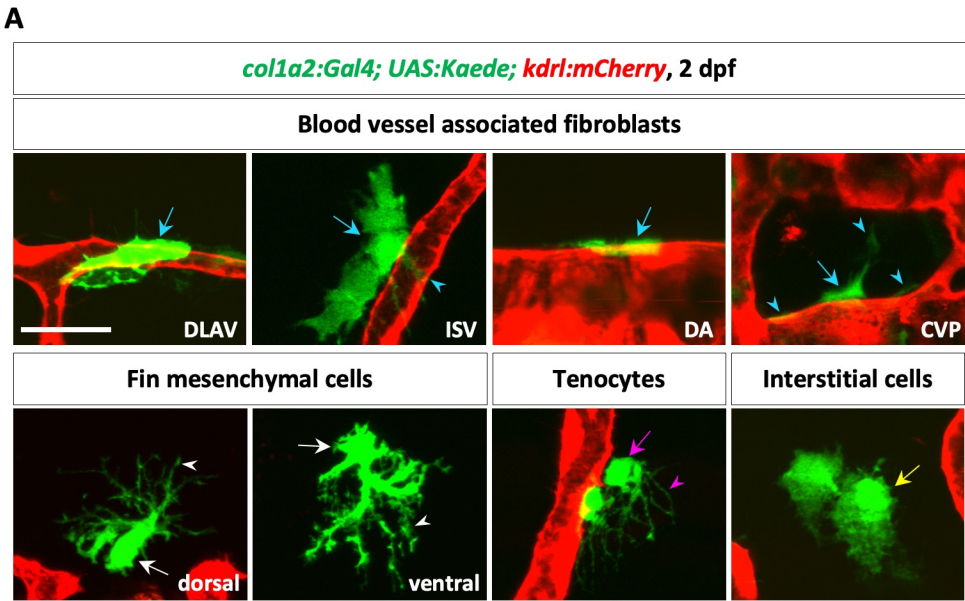 A
col1a2:Gal4; UAS:Kaede; kdrl:mCherry, 2 dpf
Blood vessel associated fibroblasts
DLAV
ISV
DA
CVP
Fin mesenchymal cells
Tenocytes
Interstitial cells
dorsal
ventral